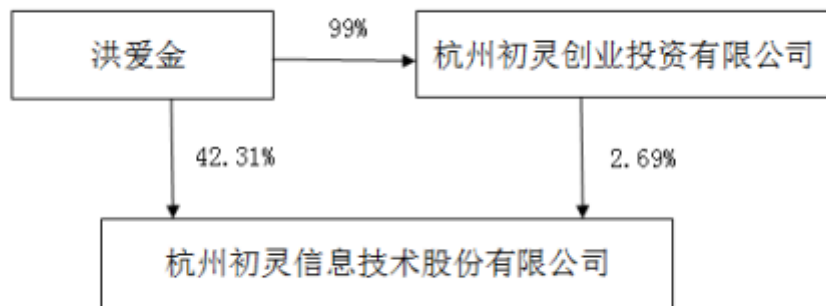 洪爱金
99%
杭州初灵创业投资有限公司
42.31%
2.69%
杭州初灵信息技术股份有限公司